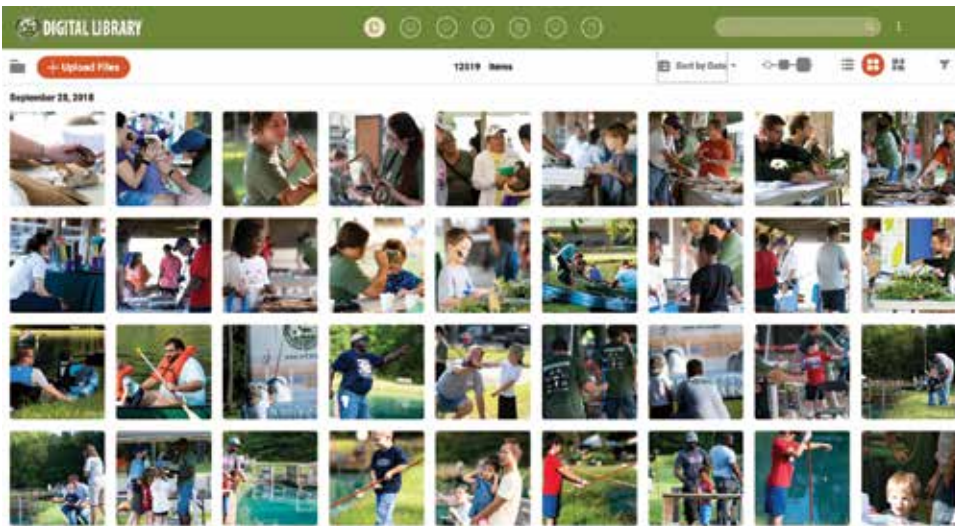 DIGITAL LIBRARY
+ Upload Files
12519 Items
Sort by Date
September 28, 2018